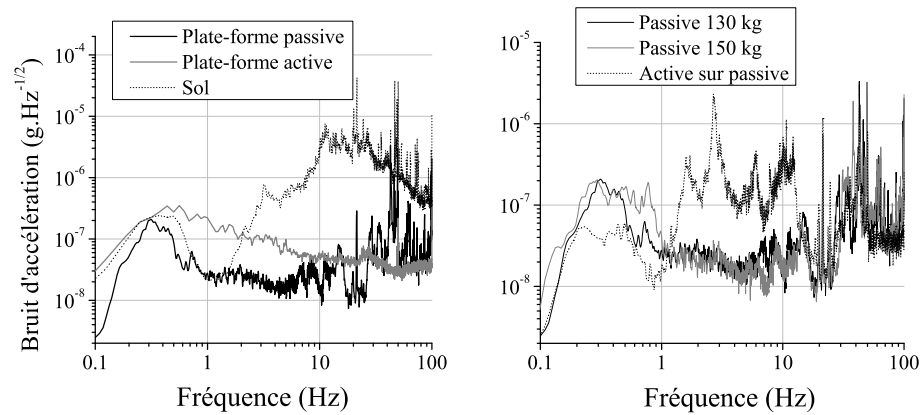 Plate-forme passive
Plate-forme active
Sol
10⁻⁴
10⁻⁵
10⁻⁶
10⁻⁷
10⁻⁸
Bruit d'accélération (g.Hz⁻¹/²)
0.1 1 10 100
Fréquence (Hz)
Passive 130 kg
Passive 150 kg
Active sur passive
10⁻⁵
10⁻⁶
10⁻⁷
10⁻⁸
0.1 1 10 100
Fréquence (Hz)